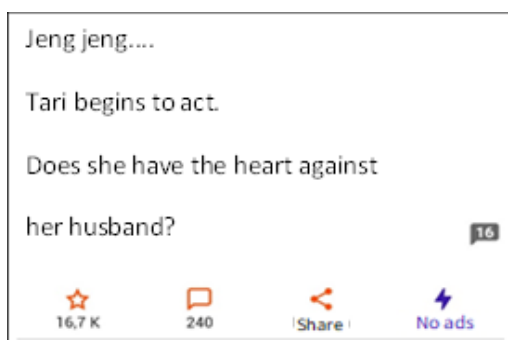 Jeng jeng....
Tari begins to act.
Does she have the heart against
her husband?
16
16,7 K 240 Share No ads